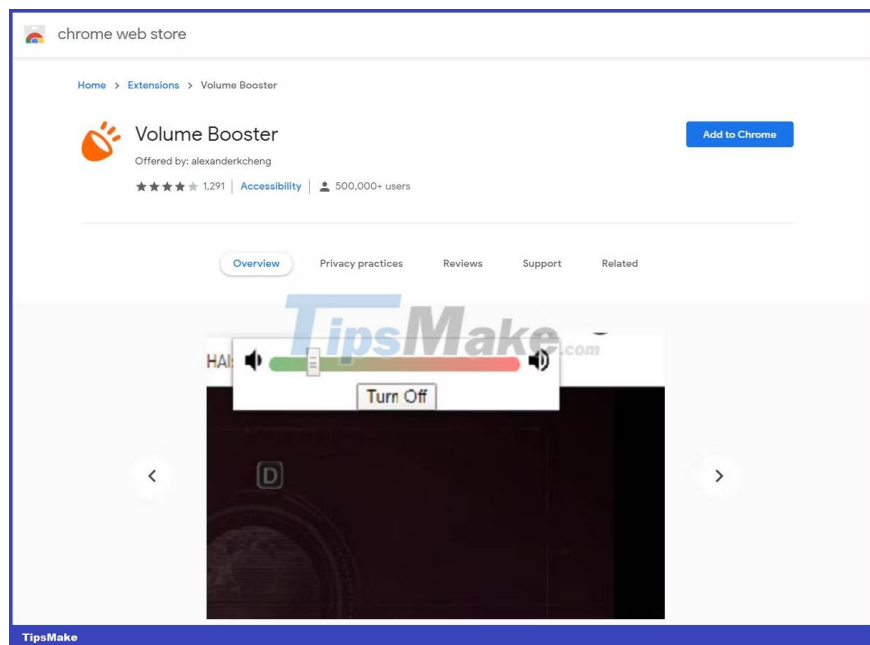 chrome web store
Home > Extensions > Volume Booster
Volume Booster
Add to Chrome
Offered by: alexanderkcheng
1,291 | Accessibility | 500,000+ users
Overview Privacy practices Reviews Support Related
TipsMake.com
Turn Off
D
TipsMake